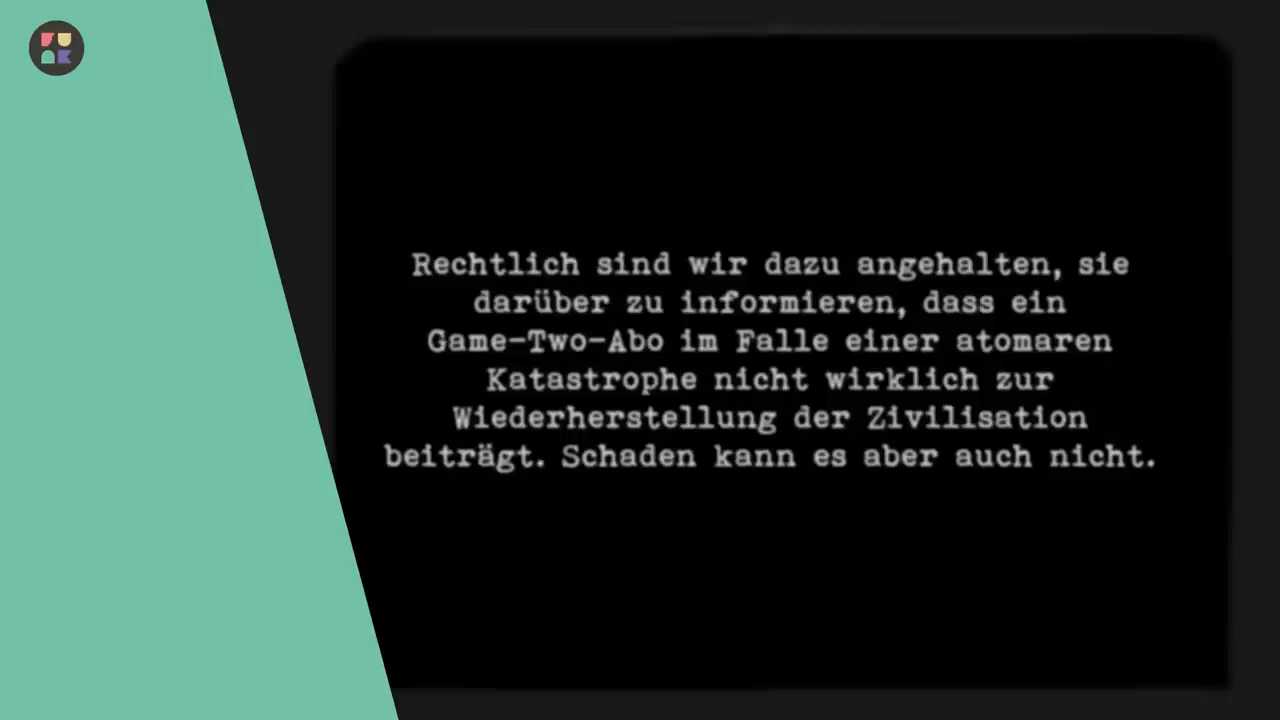 FUNK
Rechtlich sind wir dazu angehalten, sie
darüber zu informieren, dass ein
Game-Two-Abo im Falle einer atomaren
Katastrophe nicht wirklich zur
Wiederherstellung der Zivilisation
beiträgt. Schaden kann es aber auch nicht.